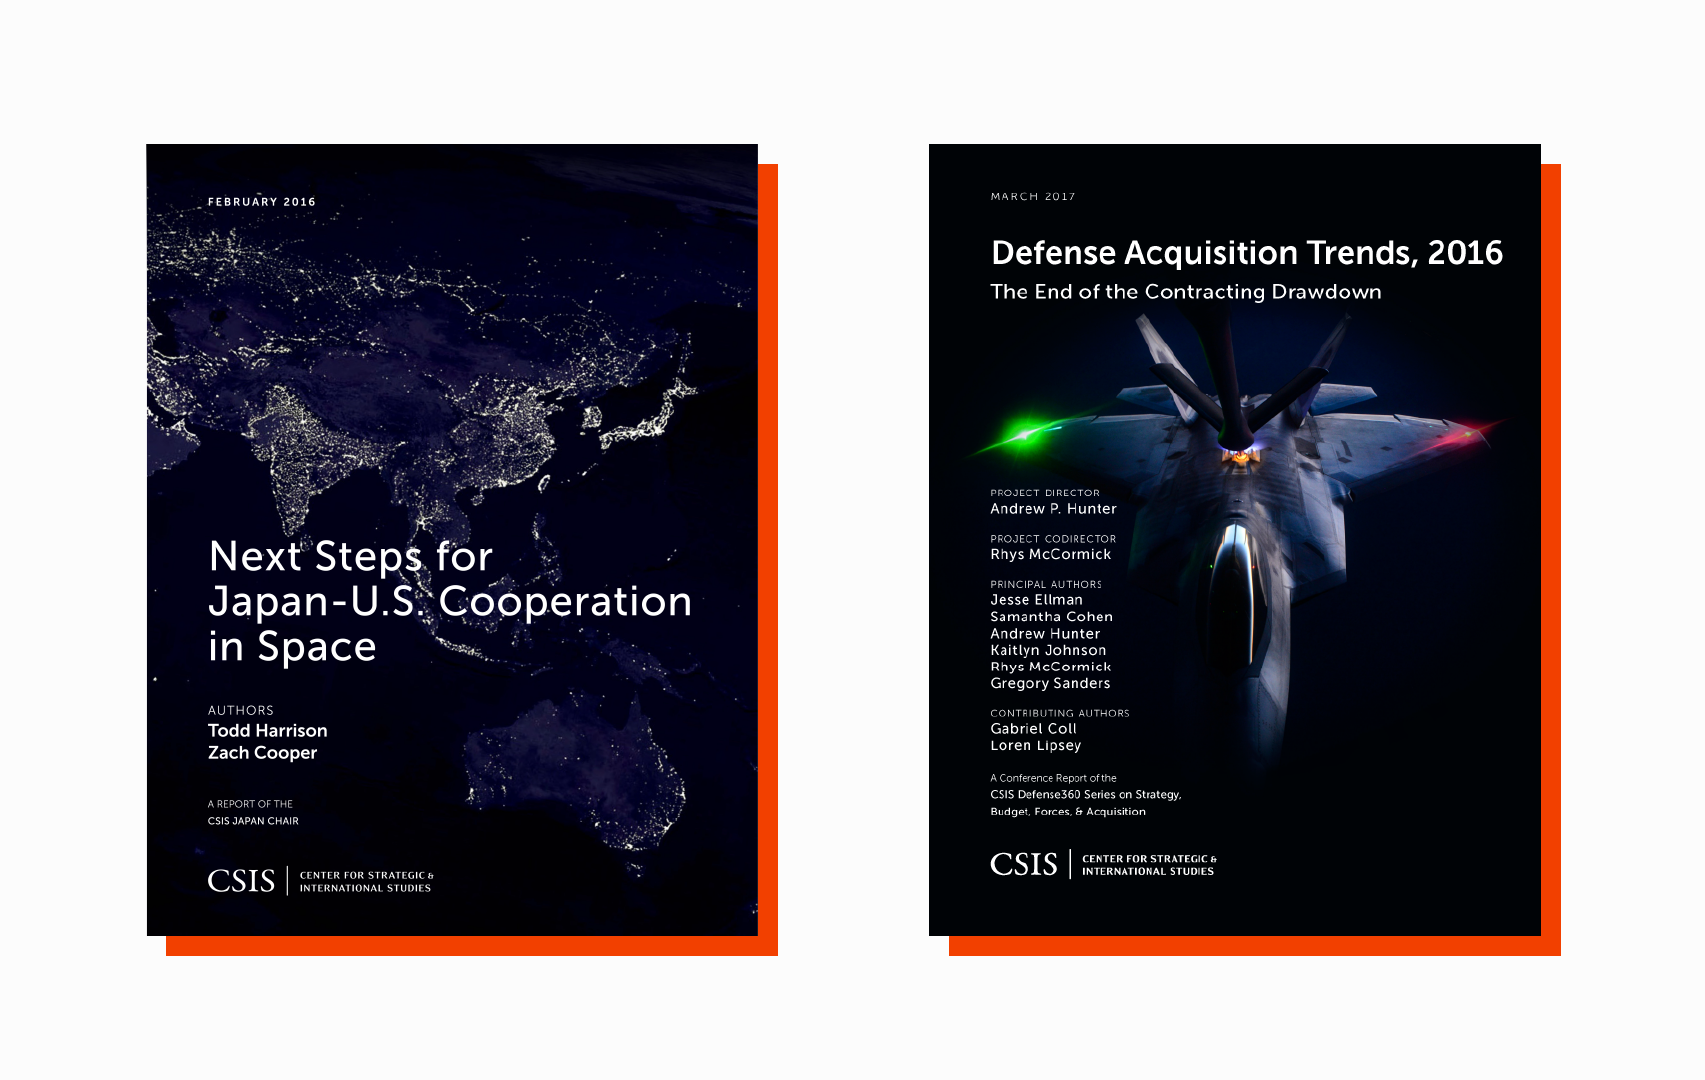 FEBRUARY 2016
Next Steps for
Japan-U.S. Cooperation
in Space
AUTHORS
Todd Harrison
Zach Cooper
A REPORT OF THE
CSIS JAPAN CHAIR
CSIS
CENTER FOR STRATEGIC &
INTERNATIONAL STUDIES
MARCH 2017
Defense Acquisition Trends, 2016
The End of the Contracting Drawdown
PROJECT DIRECTOR
Andrew P. Hunter
PROJECT CODIRECTOR
Rhys McCormick
PRINCIPAL AUTHORS
Jesse Ellman
Samantha Cohen
Andrew Hunter
Kaitlyn Johnson
Rhys McCormick
Gregory Sanders
CONTRIBUTING AUTHORS
Gabriel Coll
Loren Lipsey
A Conference Report of the
CSIS Defense360 Series on Strategy,
Budget, Forces, & Acquisition
CSIS
CENTER FOR STRATEGIC &
INTERNATIONAL STUDIES